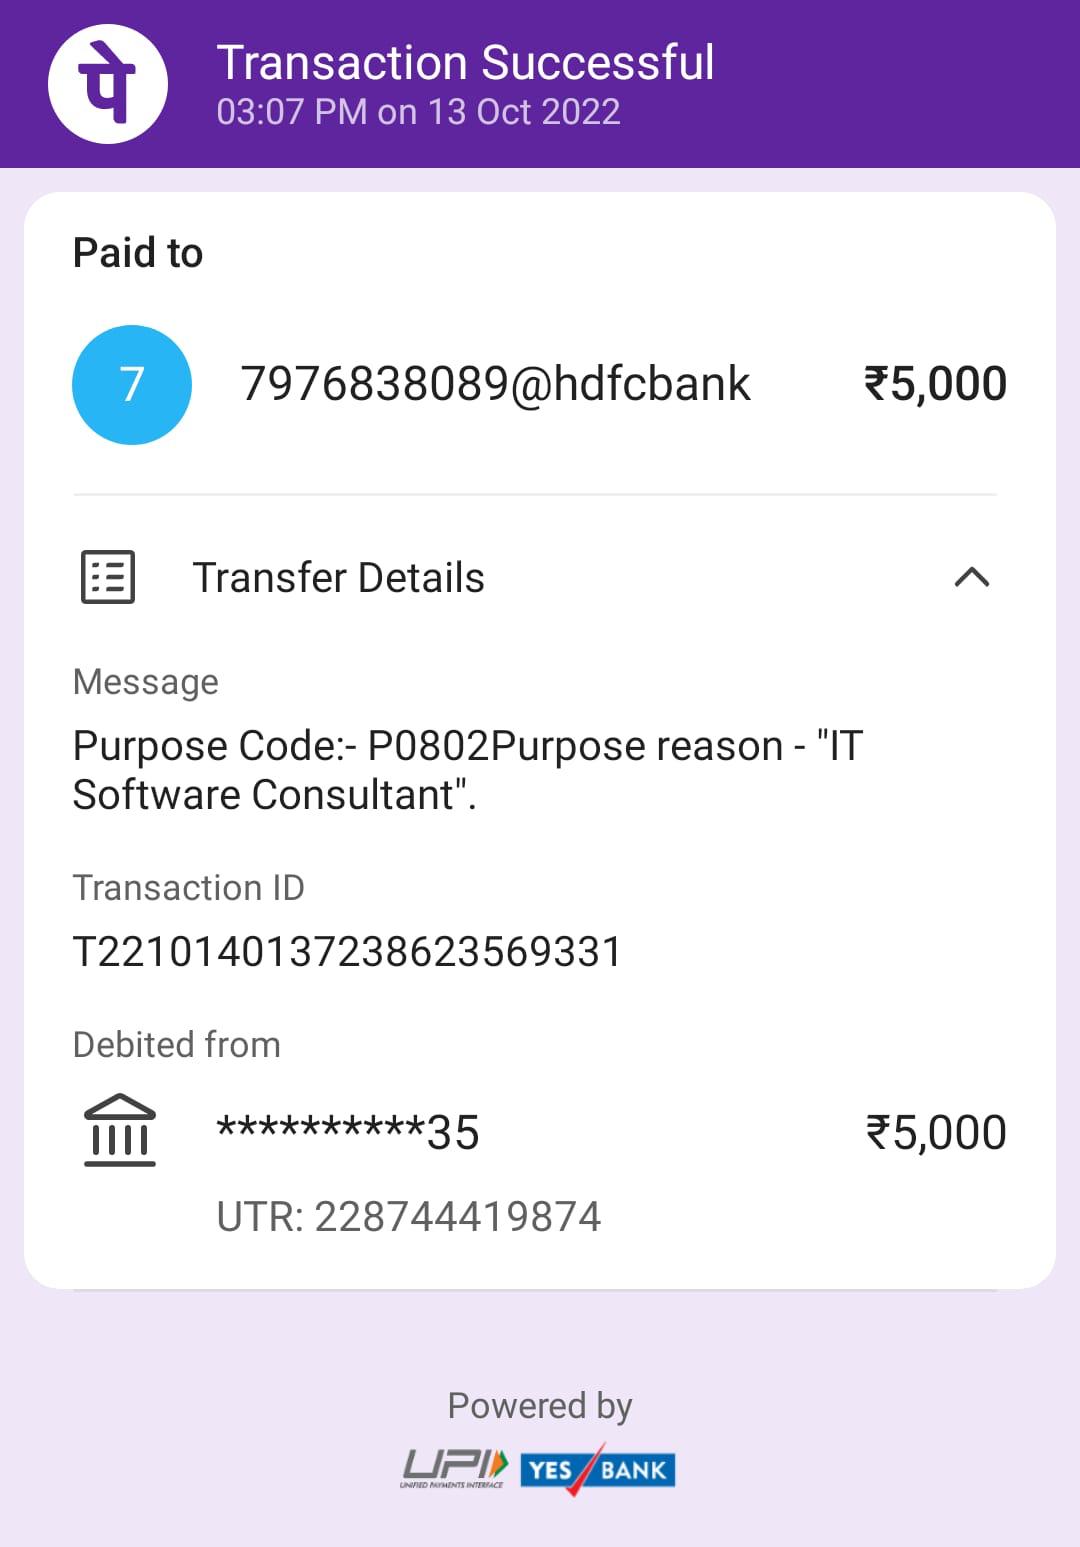 पे
Transaction Successful
03:07 PM on 13 Oct 2022
Paid to
7
7976838089@hdfcbank
₹5,000
Transfer Details
Message
Purpose Code:- P0802Purpose reason - "IT
Software Consultant".
Transaction ID
T2210140137238623569331
Debited from
**********35
₹5,000
UTR: 228744419874
Powered by
UPI
UNIFIED PAYMENTS INTERFACE
YES BANK